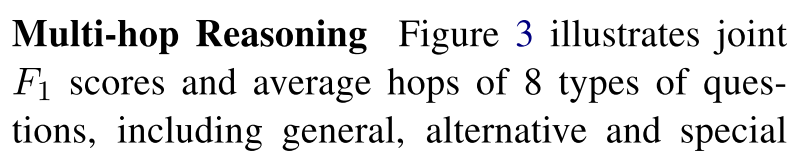 Multi-hop Reasoning Figure 3 illustrates joint
F1 scores and average hops of 8 types of ques-
tions, including general, alternative and special